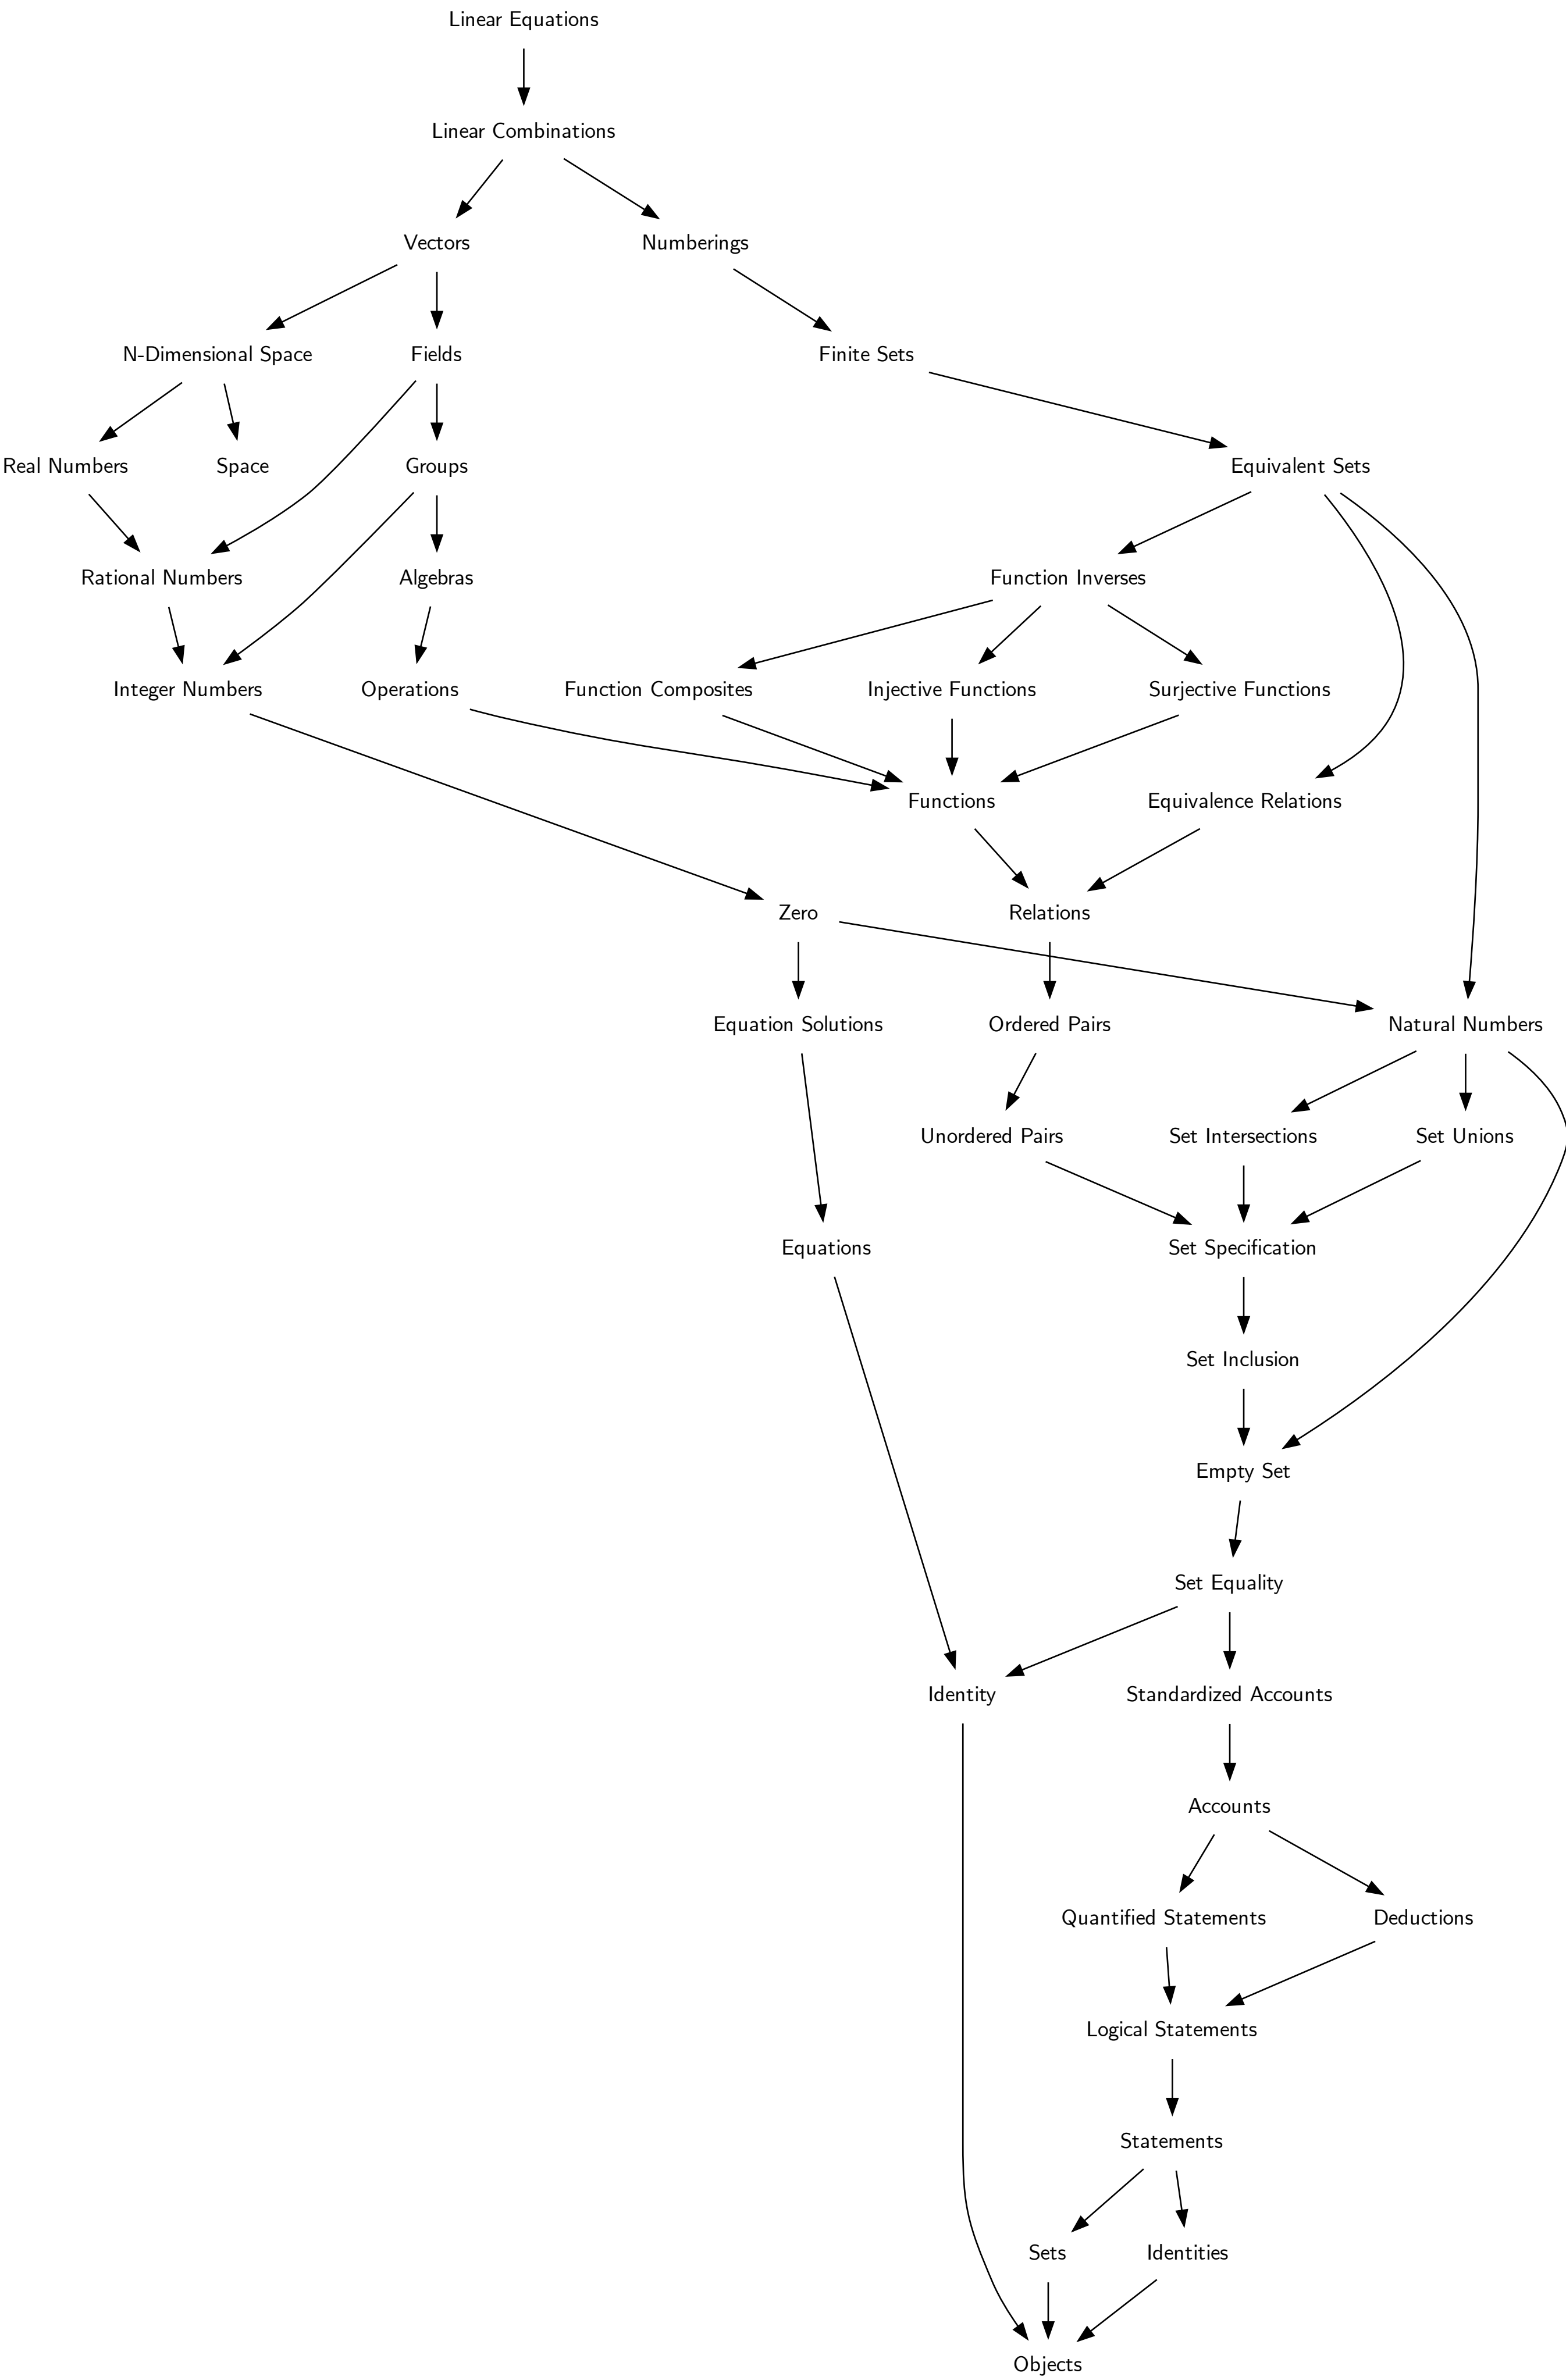 Linear Equations
Linear Combinations
Vectors
Numberings
N-Dimensional Space
Fields
Finite Sets
Real Numbers
Space
Groups
Equivalent Sets
Rational Numbers
Algebras
Function Inverses
Integer Numbers
Operations
Function Composites
Injective Functions
Surjective Functions
Functions
Equivalence Relations
Zero
Relations
Equation Solutions
Ordered Pairs
Natural Numbers
Unordered Pairs
Set Intersections
Set Unions
Equations
Set Specification
Set Inclusion
Empty Set
Set Equality
Identity
Standardized Accounts
Accounts
Quantified Statements
Deductions
Logical Statements
Statements
Sets
Identities
Objects